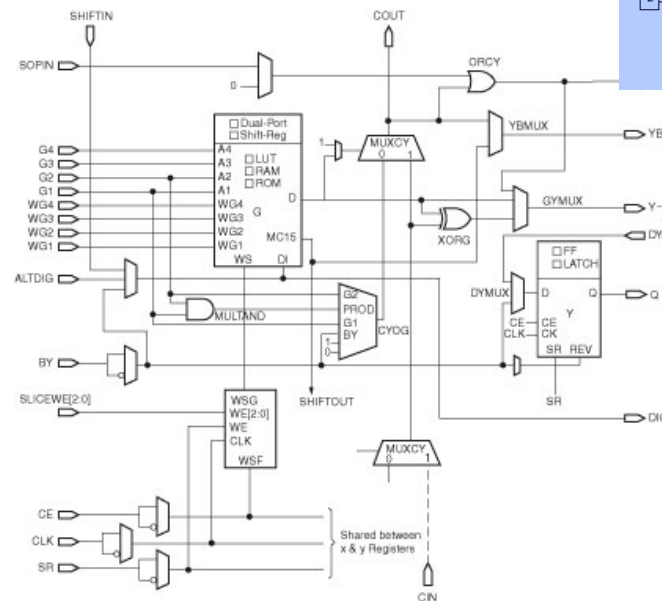 SHIFTIN
COUT
SOPIN
ORCY
0
Dual-Port
Shift-Reg
YBMUX
YB
MUXCY
0 1
1
G4
G3
G2
G1
WG4
WG3
WG2
WG1
A4
A3
A2
A1
WG4
WG3
WG2
WG1
LUT
RAM
ROM
G
D
MC15
WS
DI
GYMUX
Y
XORG
DY
FF
LATCH
DYMUX
D
Q
Q
Y
CE
CLK
CE
CK
SR REV
SR
ALTDIG
MULTAND
G2
PROD
G1
BY
1
0
CYOG
BY
SLICEWE[2:0]
WSG
WE[2:0]
WE
CLK
WSF
SHIFTOUT
DIG
MUXCY
0 1
CE
CLK
SR
Shared between
x & y Registers
CIN